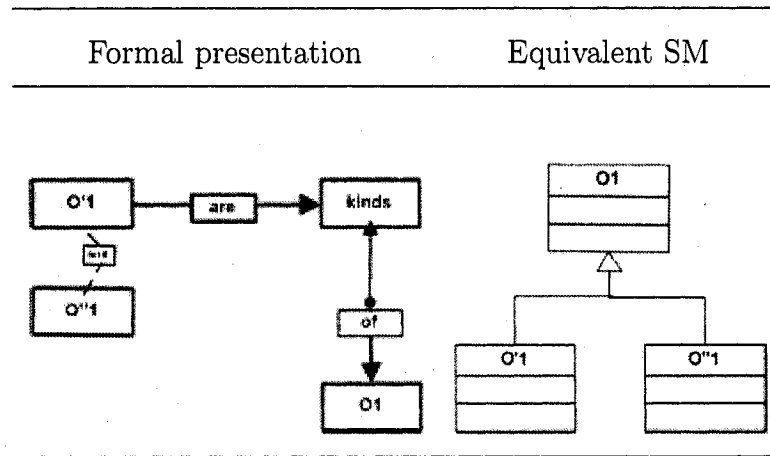 Formal presentation
Equivalent SM
O'1
are
kinds
O"1
of
O1
O1
O'1
O"1